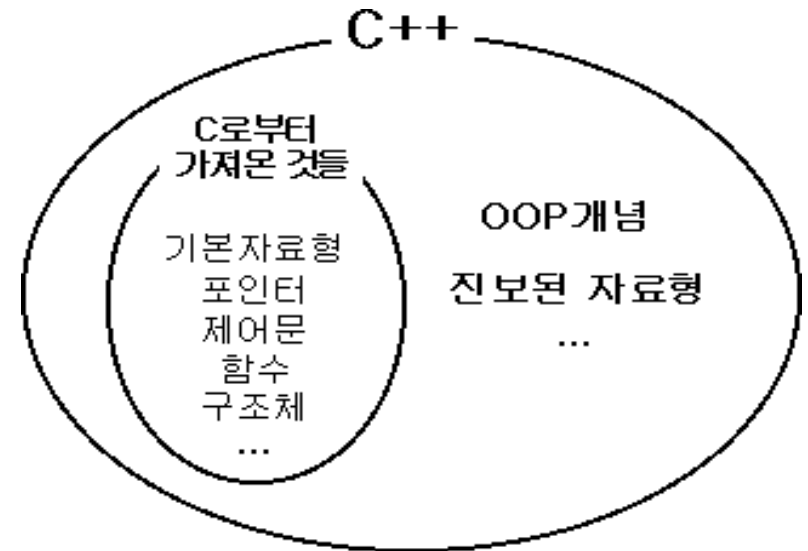 C++
C로부터
가져온 것들
기본자료형
포인터
제어문
함수
구조체
...
OOP개념
진보된 자료형
...